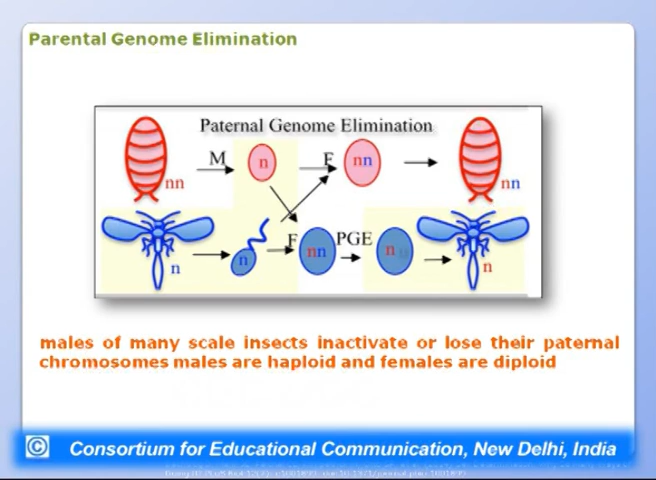 Parental Genome Elimination
Paternal Genome Elimination
M n F nn
nn nn
F PGE
n n nn n n
males of many scale insects inactivate or lose their paternal
chromosomes males are haploid and females are diploid
© Consortium for Educational Communication, New Delhi, India